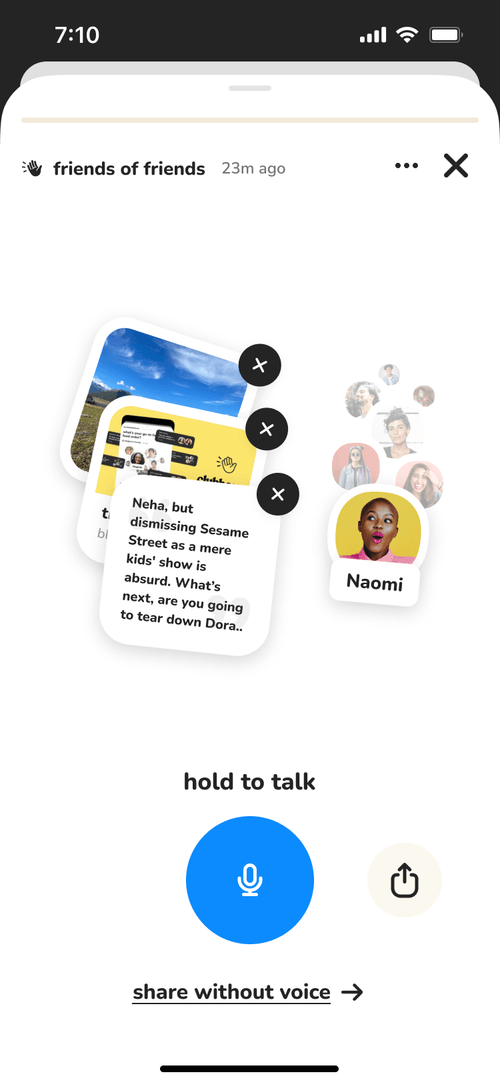 7:10
friends of friends 23m ago
Neha, but
dismissing Sesame
Street as a mere
kids' show is
absurd. What's
next, are you going
to tear down Dora..
Naomi
hold to talk
share without voice